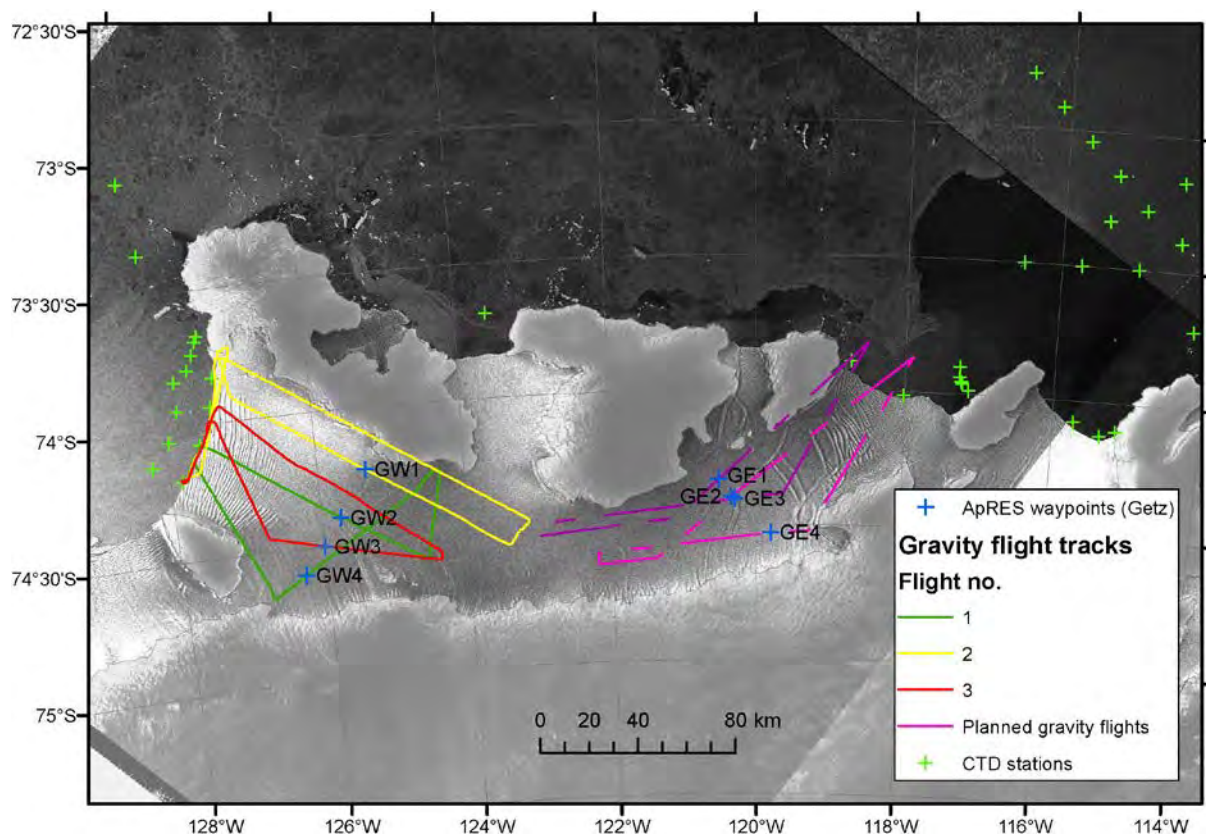 72°30'S
73°S
73°30'S
74°S
74°30'S
75°S
GW1
GW2
GW3
GW4
GE1
GE2
GE3
GE4
0 20 40 80 km
ApRES waypoints (Getz)
Gravity flight tracks
Flight no.
1
2
3
Planned gravity flights
CTD stations
128°W
126°W
124°W
122°W
120°W
118°W
116°W
114°W